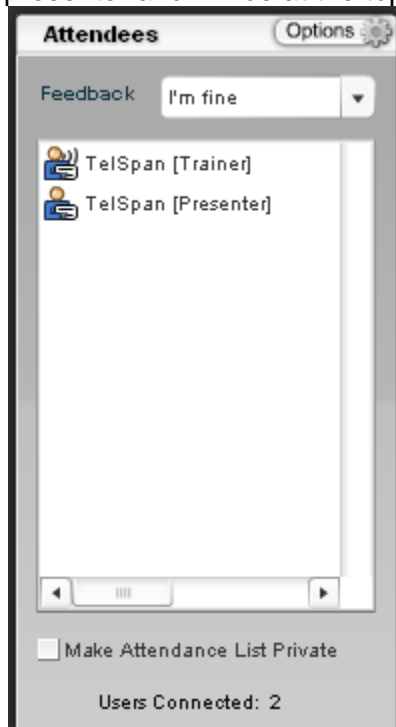 Attendees
Options
Feedback
I'm fine
TelSpan [Trainer]
TelSpan [Presenter]
Make Attendance List Private
Users Connected: 2